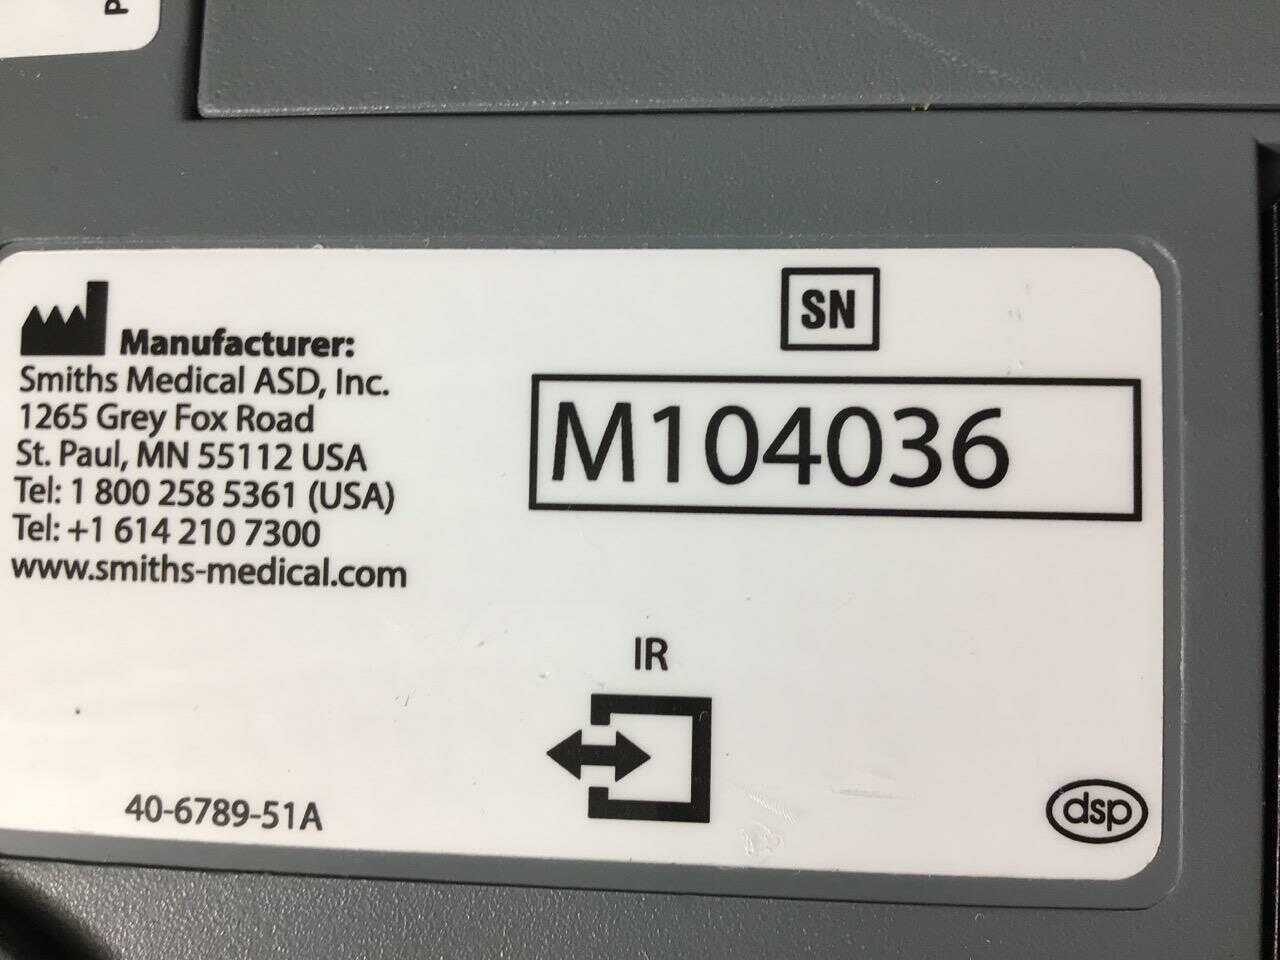 P
Manufacturer:
Smiths Medical ASD, Inc.
1265 Grey Fox Road
St. Paul, MN 55112 USA
Tel: 1 800 258 5361 (USA)
Tel: +1 614 210 7300
www.smiths-medical.com
SN
M104036
IR
40-6789-51A
dsp